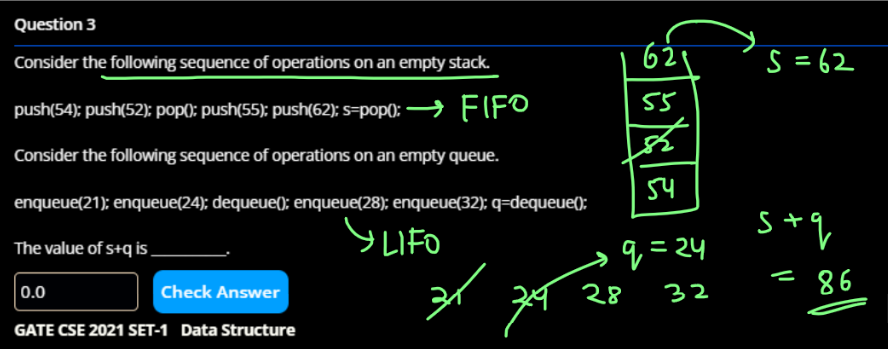 Question 3
Consider the following sequence of operations on an empty stack.
push(54); push(52); pop(); push(55); push(62); s=pop(); → FIFO
62
55
52
54
s = 62
Consider the following sequence of operations on an empty queue.
enqueue(21); enqueue(24); dequeue(); enqueue(28); enqueue(32); q=dequeue();
LIFO
The value of s+q is __________.
q = 24
21 24 28 32
s + q
= 86
0.0
Check Answer
GATE CSE 2021 SET-1 Data Structure